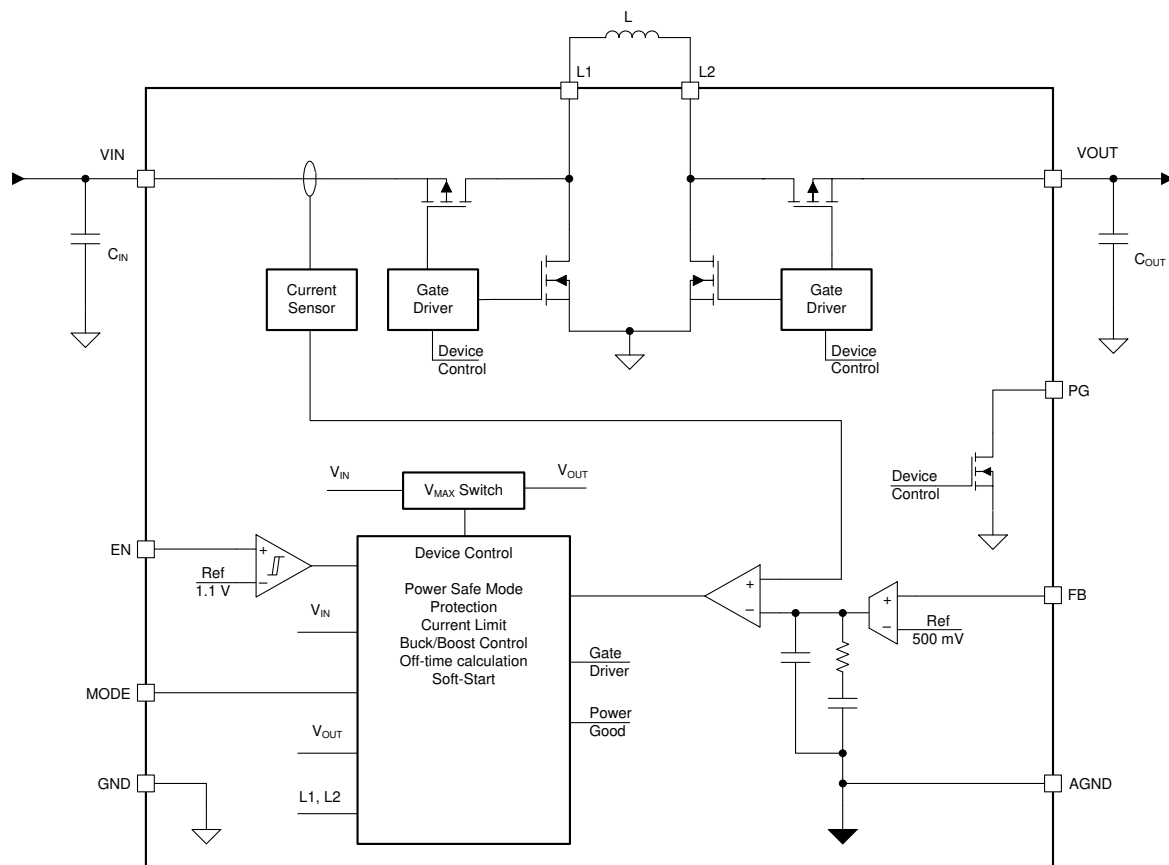 L
L1
L2
VIN
VOUT
CIN
COUT
Current
Sensor
Gate
Driver
Gate
Driver
Device
Control
Device
Control
PG
Device
Control
VIN
VMAX Switch
VOUT
EN
Ref
1.1 V
+
−
Device Control
Power Safe Mode
Protection
Current Limit
Buck/Boost Control
Off-time calculation
Soft-Start
VIN
MODE
VOUT
L1, L2
GND
Gate
Driver
Power
Good
+
−
+
−
Ref
500 mV
FB
AGND